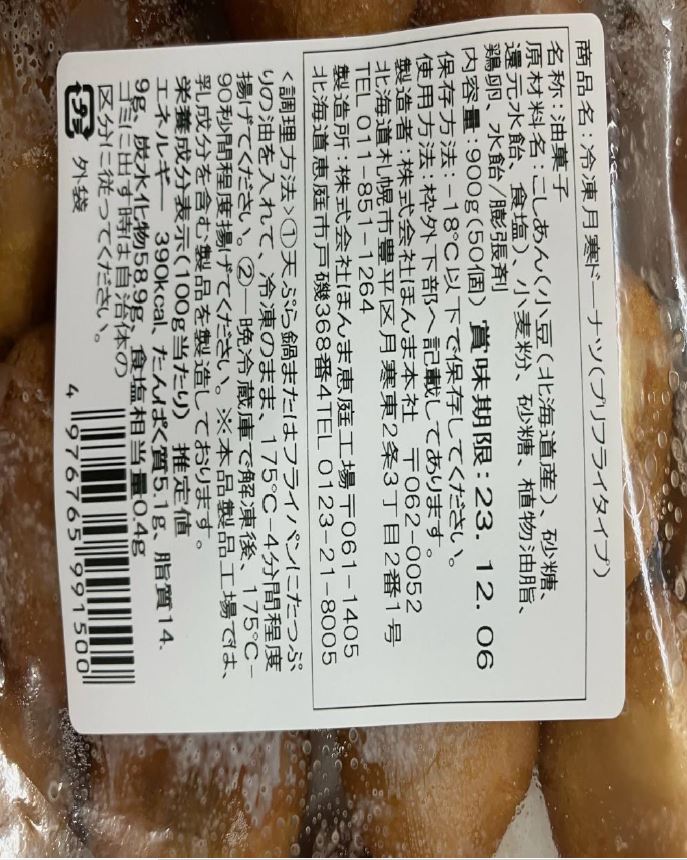 商品名:冷凍月寒ドーナツ(プリフライタイプ)
名称:油菓子
原材料名:こしあん(小豆(北海道産)、砂糖、
還元水飴、食塩)、小麦粉、砂糖、植物油脂、
鶏卵、水飴/膨張剤
内容量:900g(50個) 賞味期限:23.12.06
保存方法:-18℃以下で保存してください。
使用方法:枠外下部へ記載してあります。
製造者:株式会社ほんま本社 〒062-0052
北海道札幌市豊平区月寒東2条3丁目2番1号
TEL 011-851-1264
製造所:株式会社ほんま恵庭工場〒061-1405
北海道恵庭市戸磯368番4TEL 0123-21-8005
<調理方法>①天ぷら鍋またはフライパンにたっぷ
りの油を入れて、冷凍のまま、175℃-4分間程度
揚げてください。②一晩冷蔵庫で解凍後、175℃-
90秒間程度揚げてください。※本品製品工場では、
乳成分を含む製品を製造しております。
栄養成分表示(100g当たり) 推定値
エネルギー 390kcal、たんぱく質5.1g、脂質14.
9g、炭水化物58.9g、食塩相当量0.4g
ゴミに出す時は自治体の
区分に従ってください。
プラ 外袋
4 976765 991500